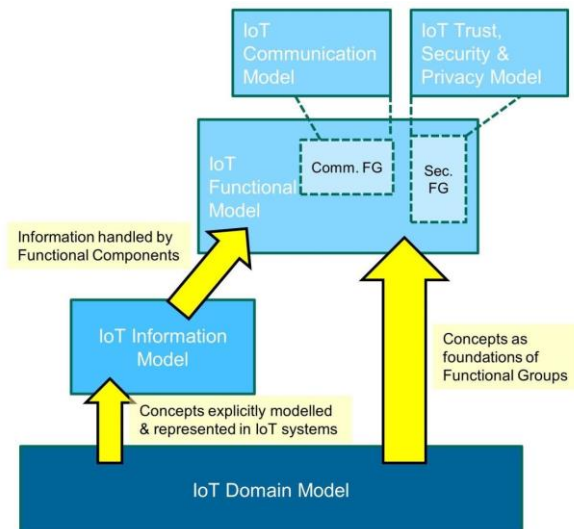 IoT
Communication
Model
IoT Trust,
Security &
Privacy Model
IoT
Functional
Model
Comm. FG
Sec.
FG
Information handled by
Functional Components
IoT Information
Model
Concepts as
foundations of
Functional Groups
Concepts explicitly modelled
& represented in IoT systems
IoT Domain Model